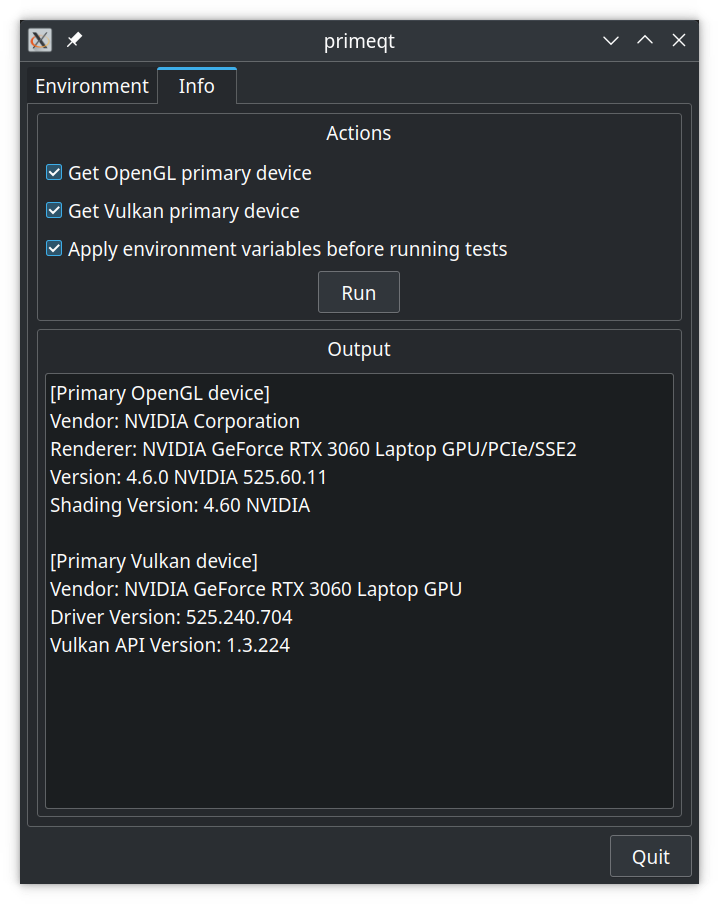 primeqt
Environment
Info
Actions
Get OpenGL primary device
Get Vulkan primary device
Apply environment variables before running tests
Run
Output
[Primary OpenGL device]
Vendor: NVIDIA Corporation
Renderer: NVIDIA GeForce RTX 3060 Laptop GPU/PCIe/SSE2
Version: 4.6.0 NVIDIA 525.60.11
Shading Version: 4.60 NVIDIA
[Primary Vulkan device]
Vendor: NVIDIA GeForce RTX 3060 Laptop GPU
Driver Version: 525.240.704
Vulkan API Version: 1.3.224
Quit